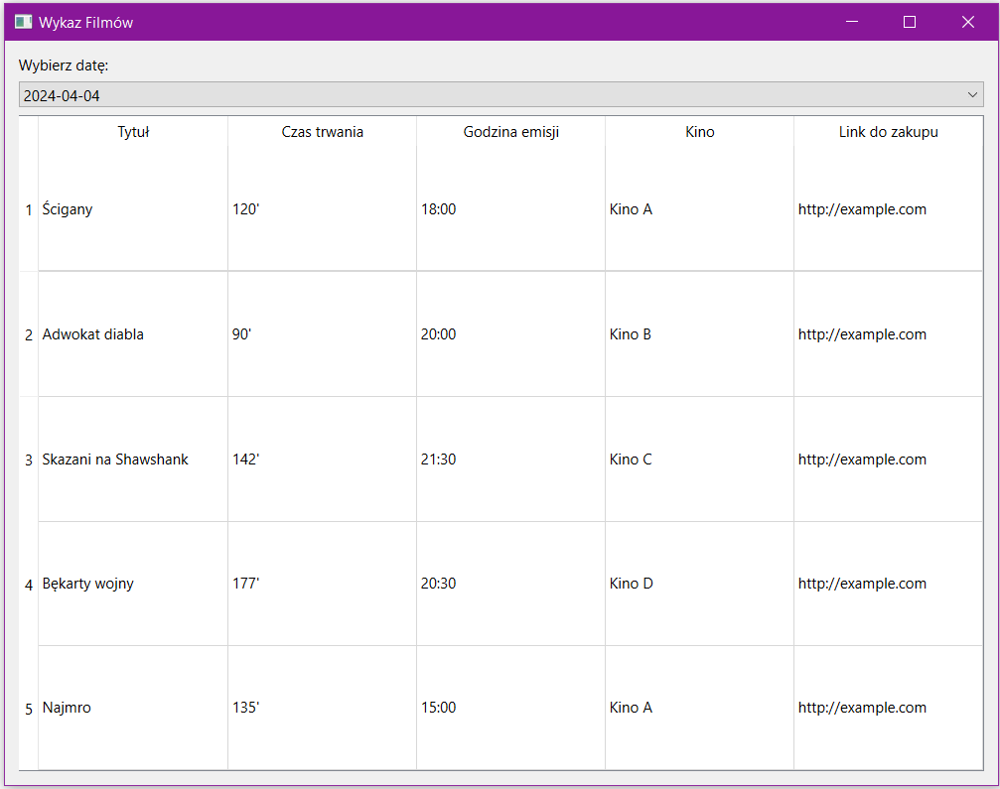 Wykaz Filmów
Wybierz datę:
2024-04-04
Tytuł Czas trwania Godzina emisji Kino Link do zakupu
1 Ścigany 120' 18:00 Kino A http://example.com
2 Adwokat diabla 90' 20:00 Kino B http://example.com
3 Skazani na Shawshank 142' 21:30 Kino C http://example.com
4 Bękarty wojny 177' 20:30 Kino D http://example.com
5 Najmro 135' 15:00 Kino A http://example.com